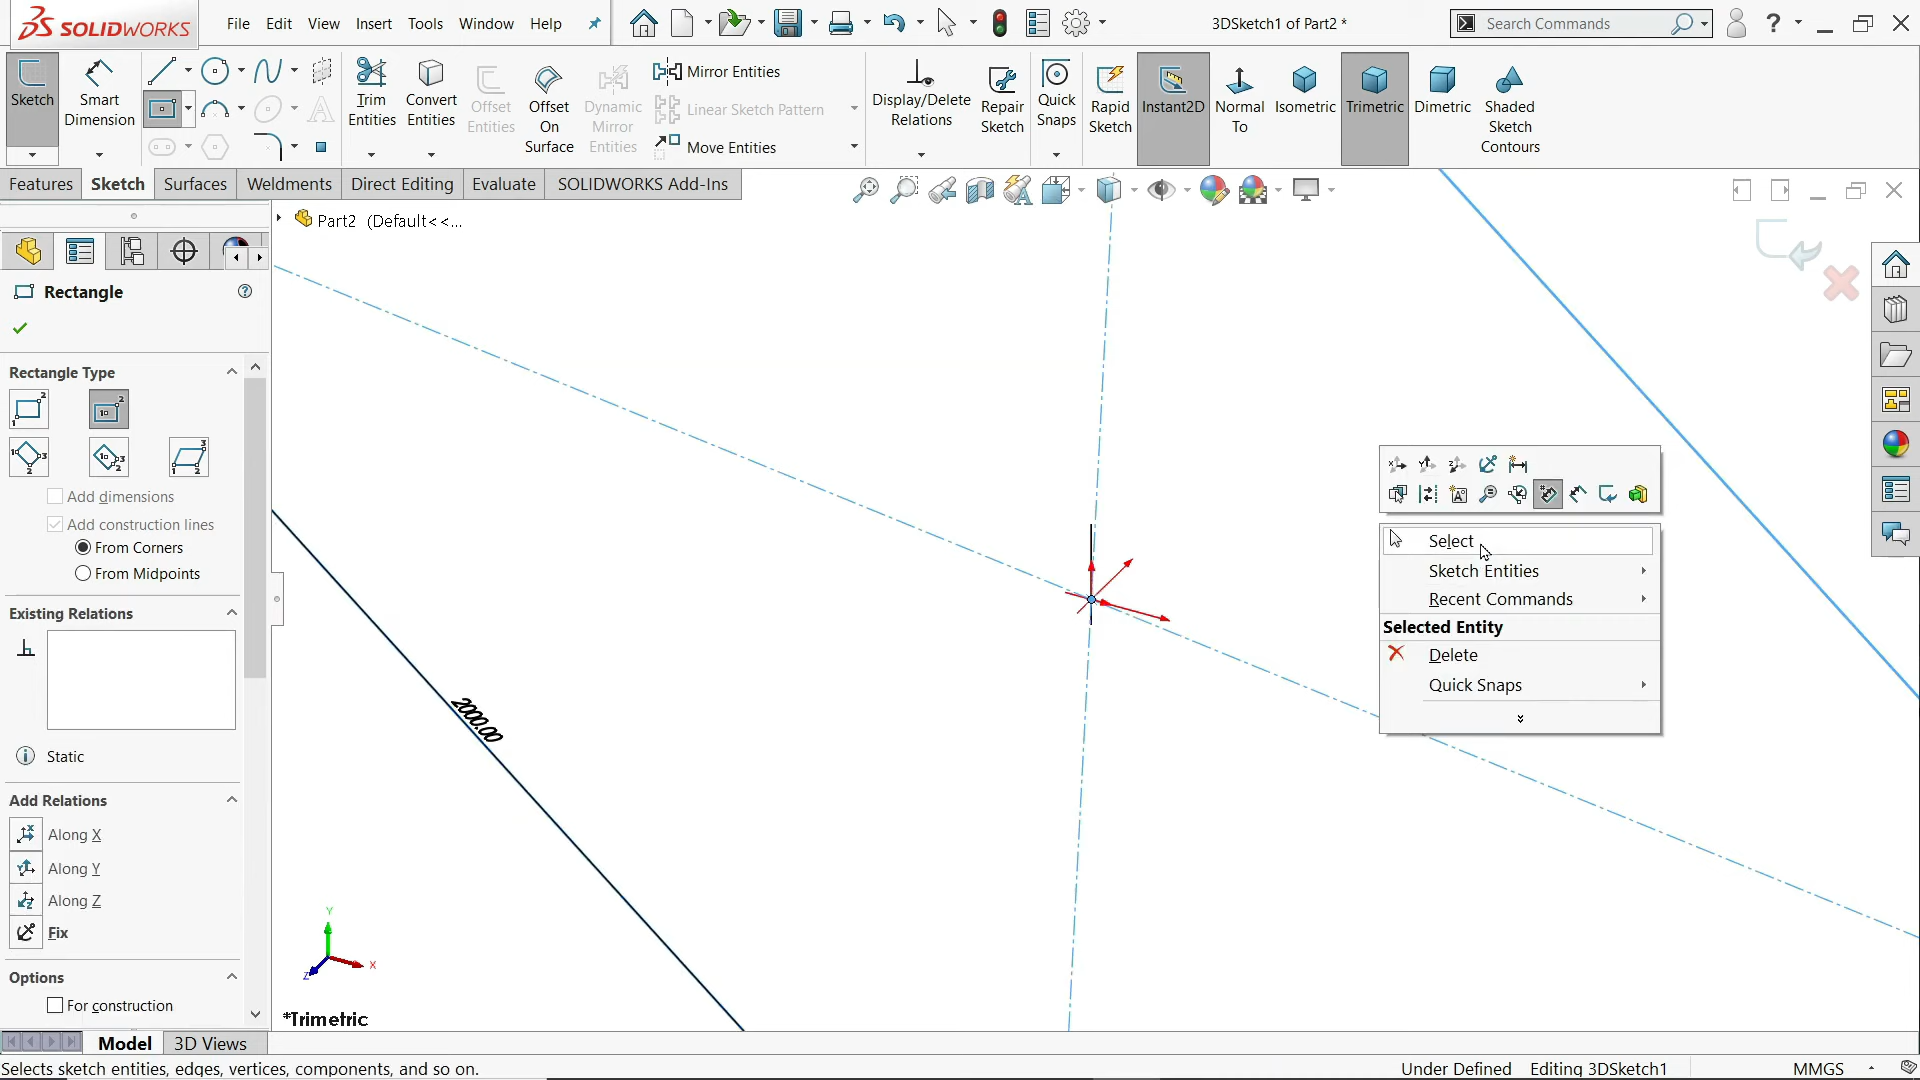 SOLIDWORKS
File Edit View Insert Tools Window Help
3DSketch1 of Part2 *
Search Commands
Sketch
Smart Dimension
Trim Entities
Convert Entities
Offset Entities
Offset On Surface
Dynamic Mirror Entities
Mirror Entities
Linear Sketch Pattern
Move Entities
Display/Delete Relations
Repair Sketch
Quick Snaps
Rapid Sketch
Instant2D
Normal To
Isometric
Trimetric
Dimetric
Shaded Sketch Contours
Features Sketch Surfaces Weldments Direct Editing Evaluate SOLIDWORKS Add-Ins
Part2 (Default<<...
Rectangle
Rectangle Type
Add dimensions
Add construction lines
From Corners
From Midpoints
Existing Relations
Static
Add Relations
Along X
Along Y
Along Z
Fix
Options
For construction
2000.00
Select
Sketch Entities
Recent Commands
Selected Entity
Delete
Quick Snaps
Y
X
Z
*Trimetric
Model 3D Views
Selects sketch entities, edges, vertices, components, and so on.
Under Defined Editing 3DSketch1 MMGS